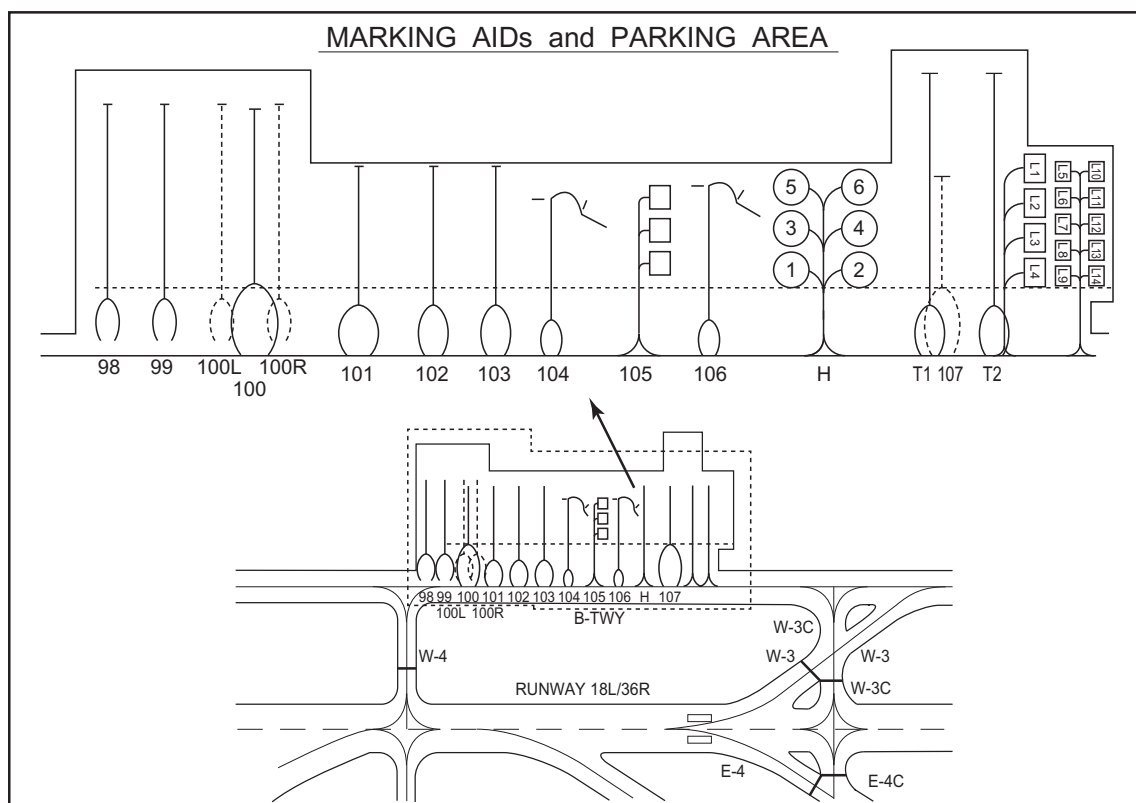 MARKING AIDs and PARKING AREA
5 6
3 4
1 2
L1 L5 L10
L2 L6 L11
L3 L7 L12
L4 L8 L13
L9 L14
98 99 100L 100R 101 102 103 104 105 106 H T1 107 T2
100
98 99 100 101 102 103 104 105 106 H 107
100L 100R
B-TWY
W-3C
W-4
W-3 W-3
W-3C
RUNWAY 18L/36R
E-4
E-4C